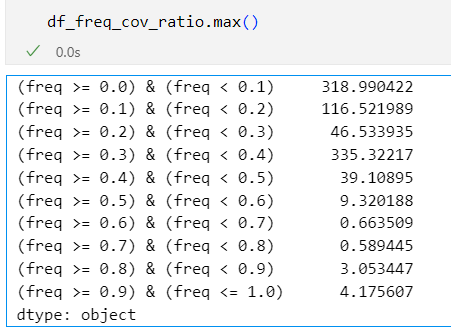 df_freq_cov_ratio.max()
0.0s
(freq >= 0.0) & (freq < 0.1) 318.990422
(freq >= 0.1) & (freq < 0.2) 116.521989
(freq >= 0.2) & (freq < 0.3) 46.533935
(freq >= 0.3) & (freq < 0.4) 335.32217
(freq >= 0.4) & (freq < 0.5) 39.10895
(freq >= 0.5) & (freq < 0.6) 9.320188
(freq >= 0.6) & (freq < 0.7) 0.663509
(freq >= 0.7) & (freq < 0.8) 0.589445
(freq >= 0.8) & (freq < 0.9) 3.053447
(freq >= 0.9) & (freq <= 1.0) 4.175607
dtype: object